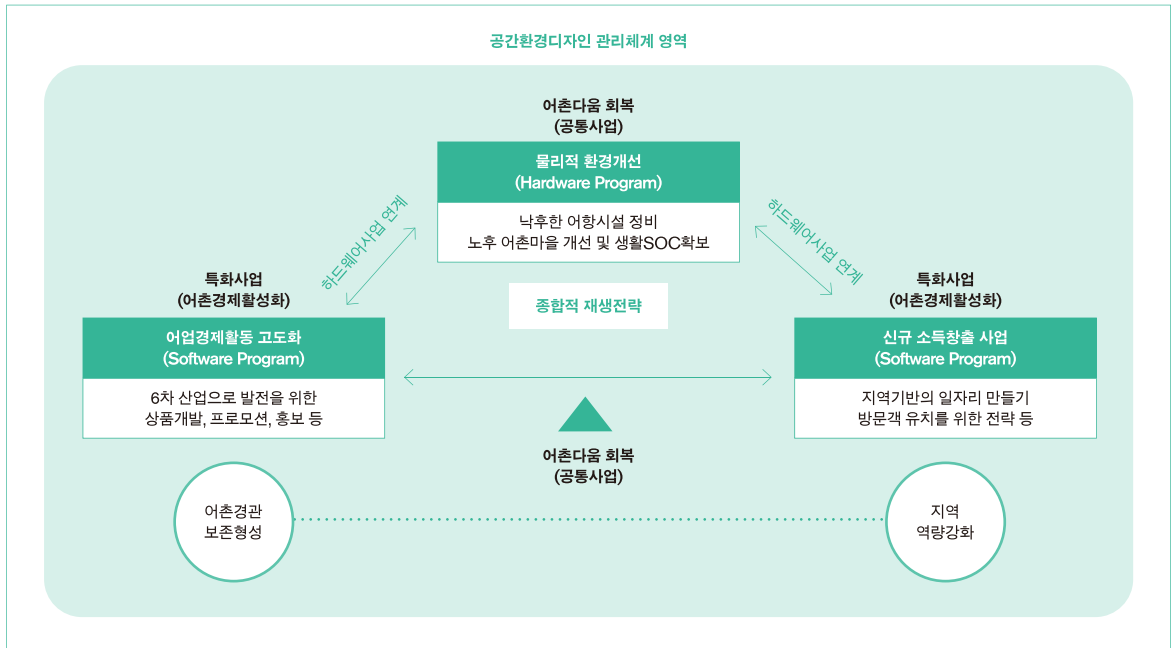 공간환경디자인 관리체계 영역
어촌다움 회복
(공통사업)
물리적 환경개선
(Hardware Program)
낙후한 어항시설 정비
노후 어촌마을 개선 및 생활SOC확보
하드웨어사업 연계
하드웨어사업 연계
특화사업
(어촌경제활성화)
어업경제활동 고도화
(Software Program)
6차 산업으로 발전을 위한
상품개발, 프로모션, 홍보 등
종합적 재생전략
특화사업
(어촌경제활성화)
신규 소득창출 사업
(Software Program)
지역기반의 일자리 만들기
방문객 유치를 위한 전략 등
어촌다움 회복
(공통사업)
어촌경관
보존형성
지역
역량강화